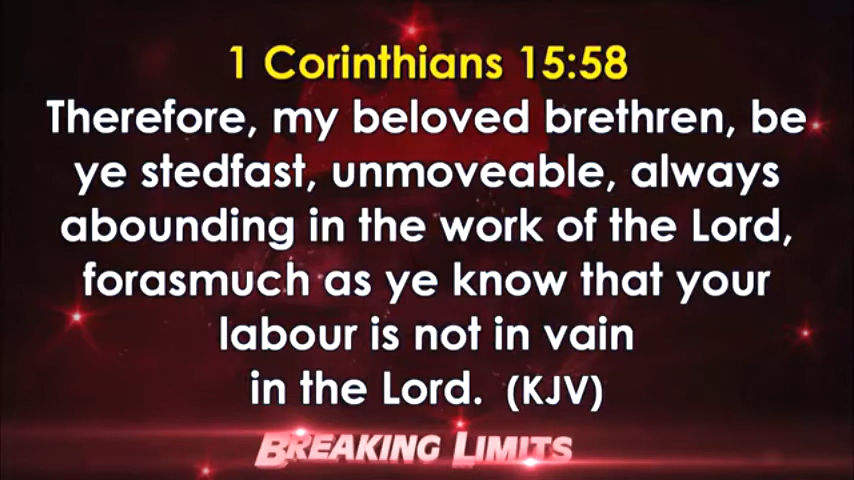 1 Corinthians 15:58
Therefore, my beloved brethren, be
ye stedfast, unmoveable, always
abounding in the work of the Lord,
forasmuch as ye know that your
labour is not in vain
in the Lord. (KJV)
BREAKING LIMITS